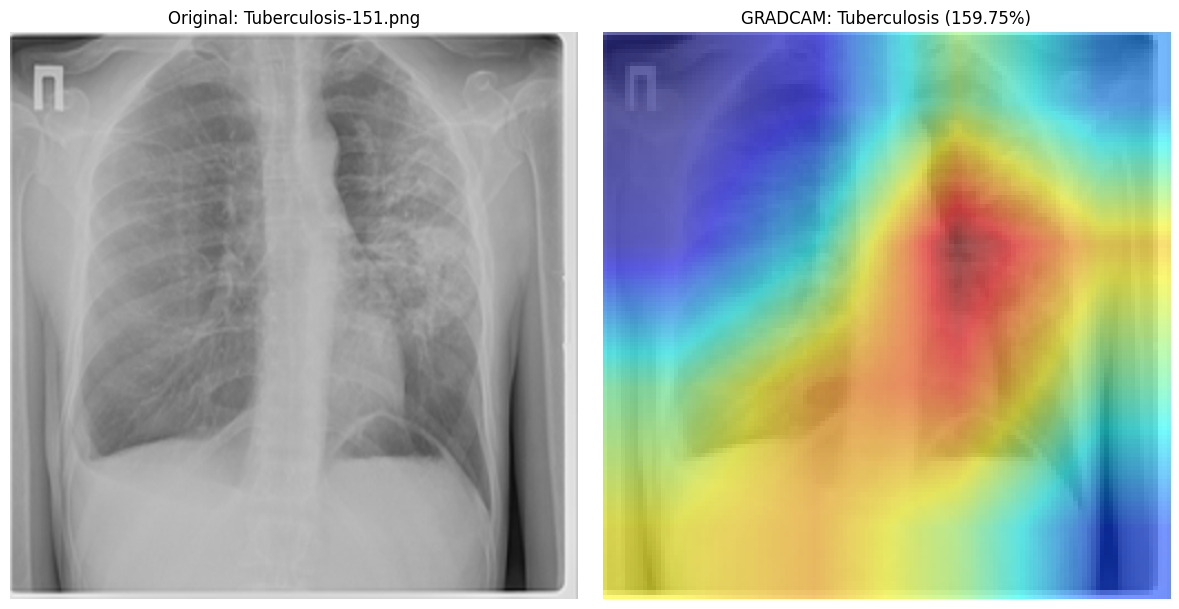 Original: Tuberculosis-151.png
GRADCAM: Tuberculosis (159.75%)
П